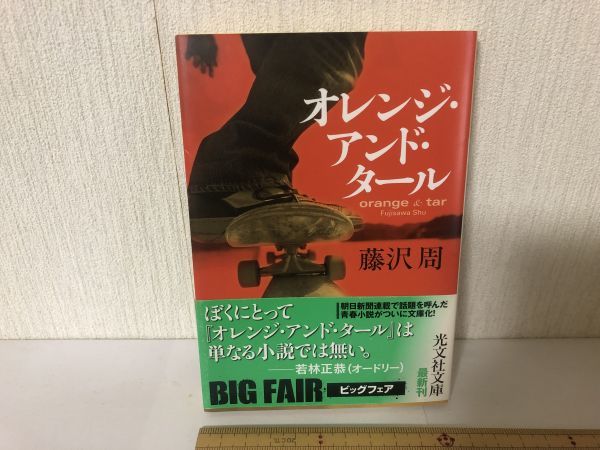 オレンジ・
アンド・
タール
orange & tar
Fujisawa Shu
藤沢 周
朝日新聞連載で話題を呼んだ
青春小説がついに文庫化!
ぼくにとって
『オレンジ・アンド・タール』は
単なる小説では無い。
――若林正恭(オードリー)
BIG FAIR ビッグフェア
光文社文庫
最新刊
20cm